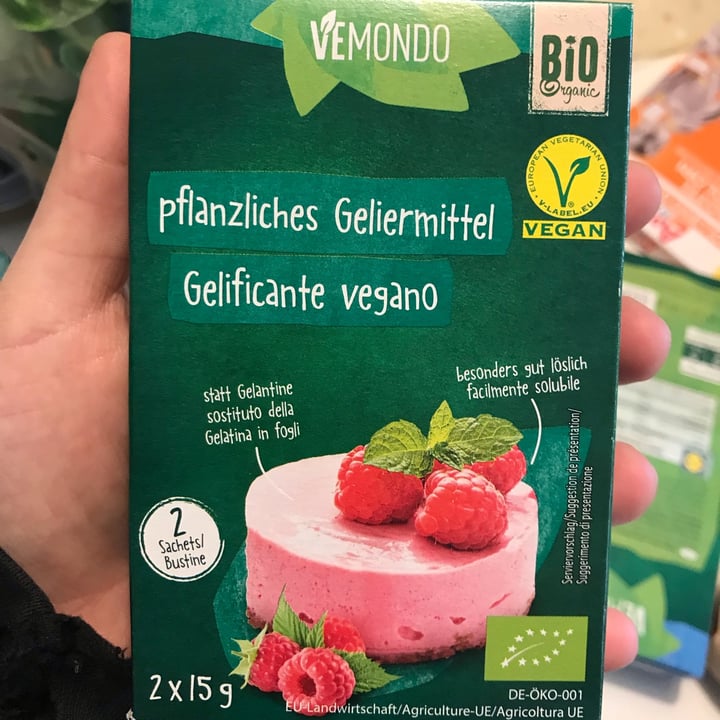 VEMONDO
BIO
Organic
EUROPEAN VEGETARIAN UNION
V-LABEL.EU
VEGAN
pflanzliches Geliermittel
Gelificante vegano
statt Gelantine
sostituto della
Gelatina in fogli
besonders gut löslich
facilmente solubile
Serviervorschlag/Suggestion de présentation/
Suggerimento di presentazione
2
Sachets/
Bustine
2 x 15 g
DE-ÖKO-001
EU-Landwirtschaft/Agriculture-UE/Agricoltura UE